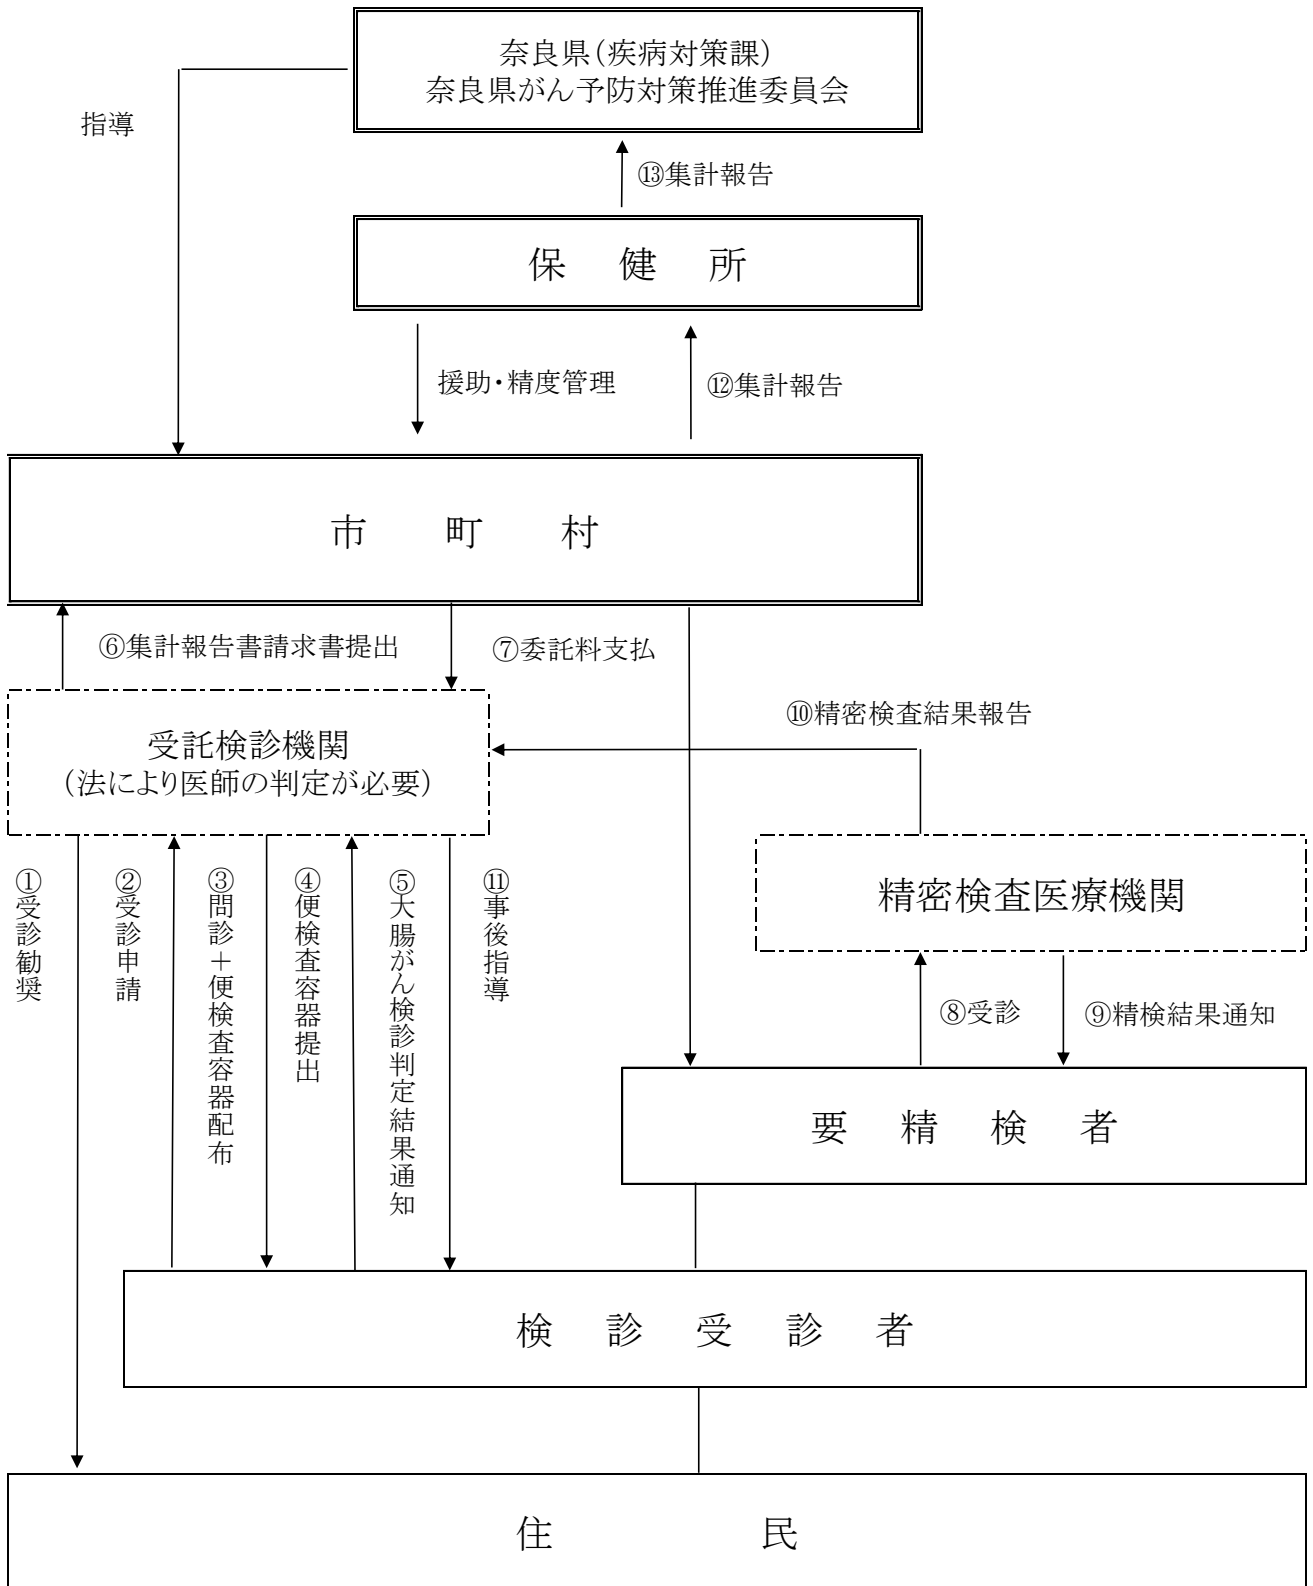 奈良県（疾病対策課）
奈良県がん予防対策推進委員会
指導
⑬集計報告
保健所
援助・精度管理
⑫集計報告
市町村
⑥集計報告書請求書提出
⑦委託料支払
受託検診機関
（法により医師の判定が必要）
⑩精密検査結果報告
①受診勧奨
②受診申請
③問診＋便検査容器配布
④便検査容器提出
⑤大腸がん検診判定結果通知
⑪事後指導
精密検査医療機関
⑧受診
⑨精検結果通知
要精検者
検診受診者
住民